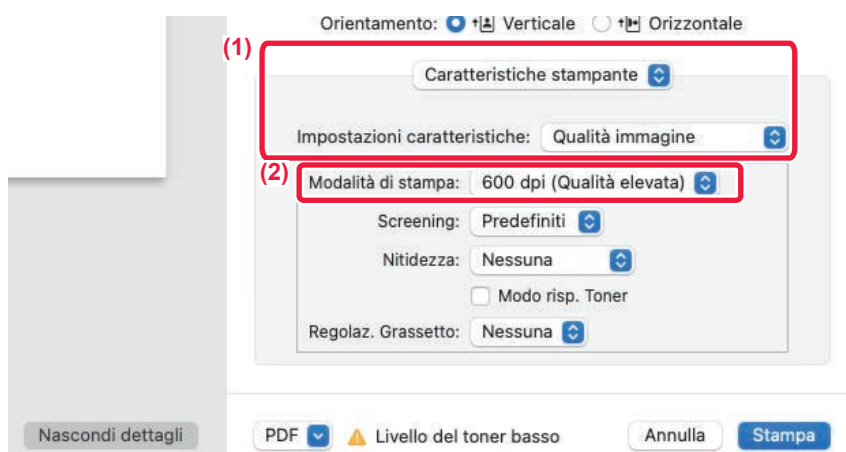 Orientamento: Verticale Orizzontale
(1)
Caratteristiche stampante
Impostazioni caratteristiche: Qualità immagine
(2)
Modalità di stampa: 600 dpi (Qualità elevata)
Screening: Predefiniti
Nitidezza: Nessuna
Modo risp. Toner
Regolaz. Grassetto: Nessuna
Nascondi dettagli PDF Livello del toner basso Annulla Stampa